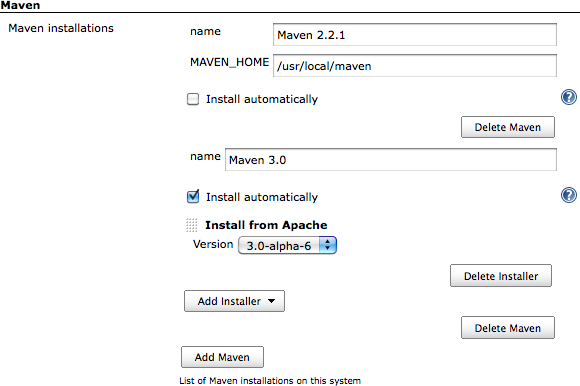 Maven
Maven installations
name Maven 2.2.1
MAVEN_HOME /usr/local/maven
Install automatically ?
Delete Maven
name Maven 3.0
Install automatically ?
Install from Apache
Version 3.0-alpha-6
Delete Installer
Add Installer
Delete Maven
Add Maven
List of Maven installations on this system